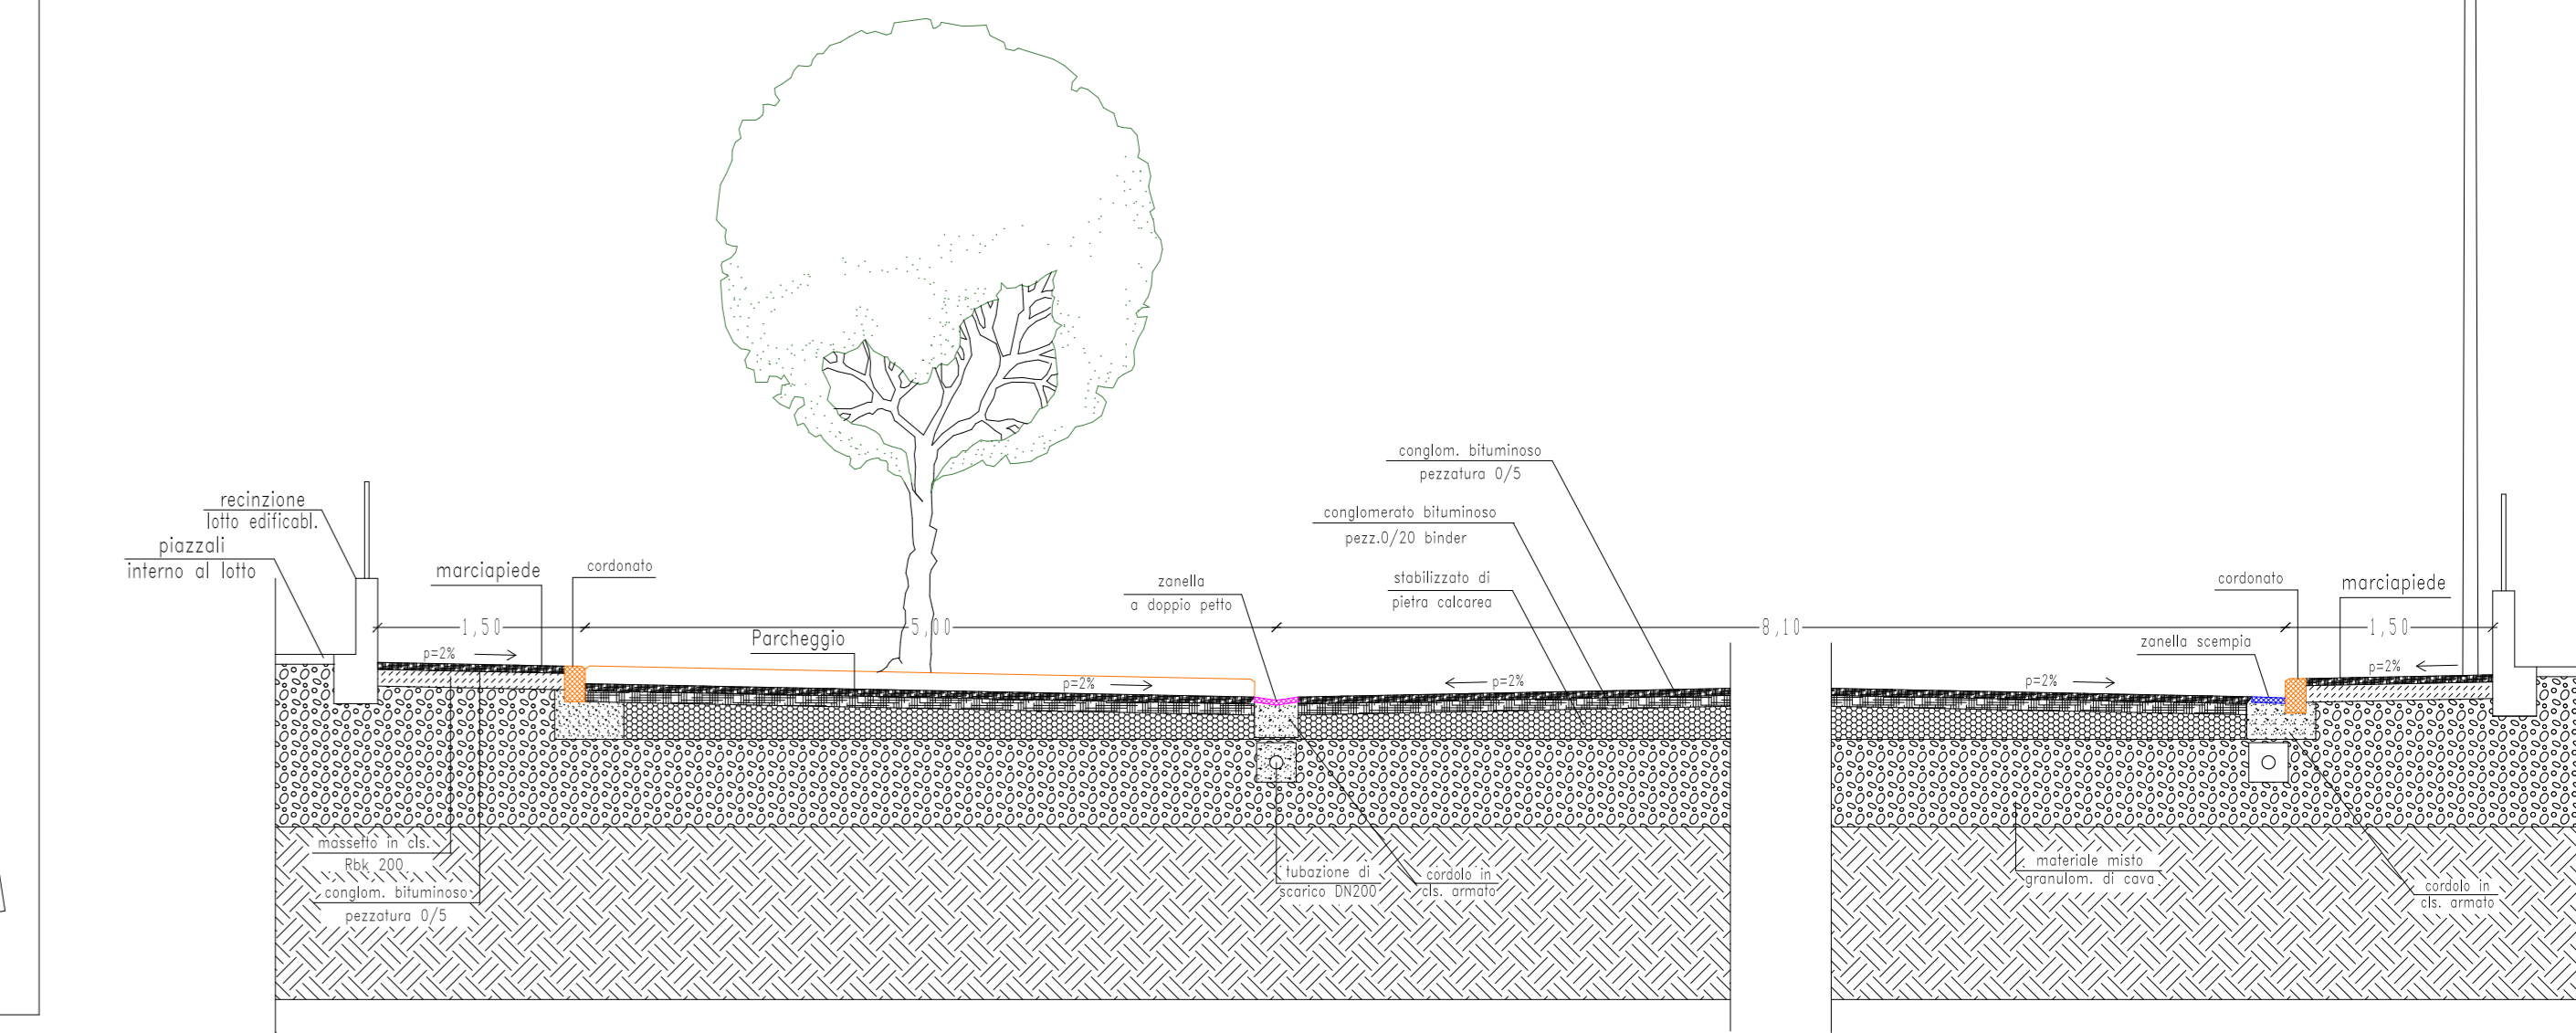 conglom. bituminoso
pezzatura 0/5
recinzione
lotto edificabl.
conglomerato bituminoso
pezz.0/20 binder
piazzali
interno al lotto
marciapiede
cordonato
zanella
a doppio petto
stabilizzato di
pietra calcarea
cordonato
marciapiede
1,50
5,00
8,10
1,50
Parcheggio
zanella scempia
p=2%
p=2%
p=2%
p=2%
p=2%
massetto in cls.
Rbk 200
conglom. bituminoso
pezzatura 0/5
tubazione di
scarico DN200
cordolo in
cls. armato
materiale misto
granulom. di cava
cordolo in
cls. armato